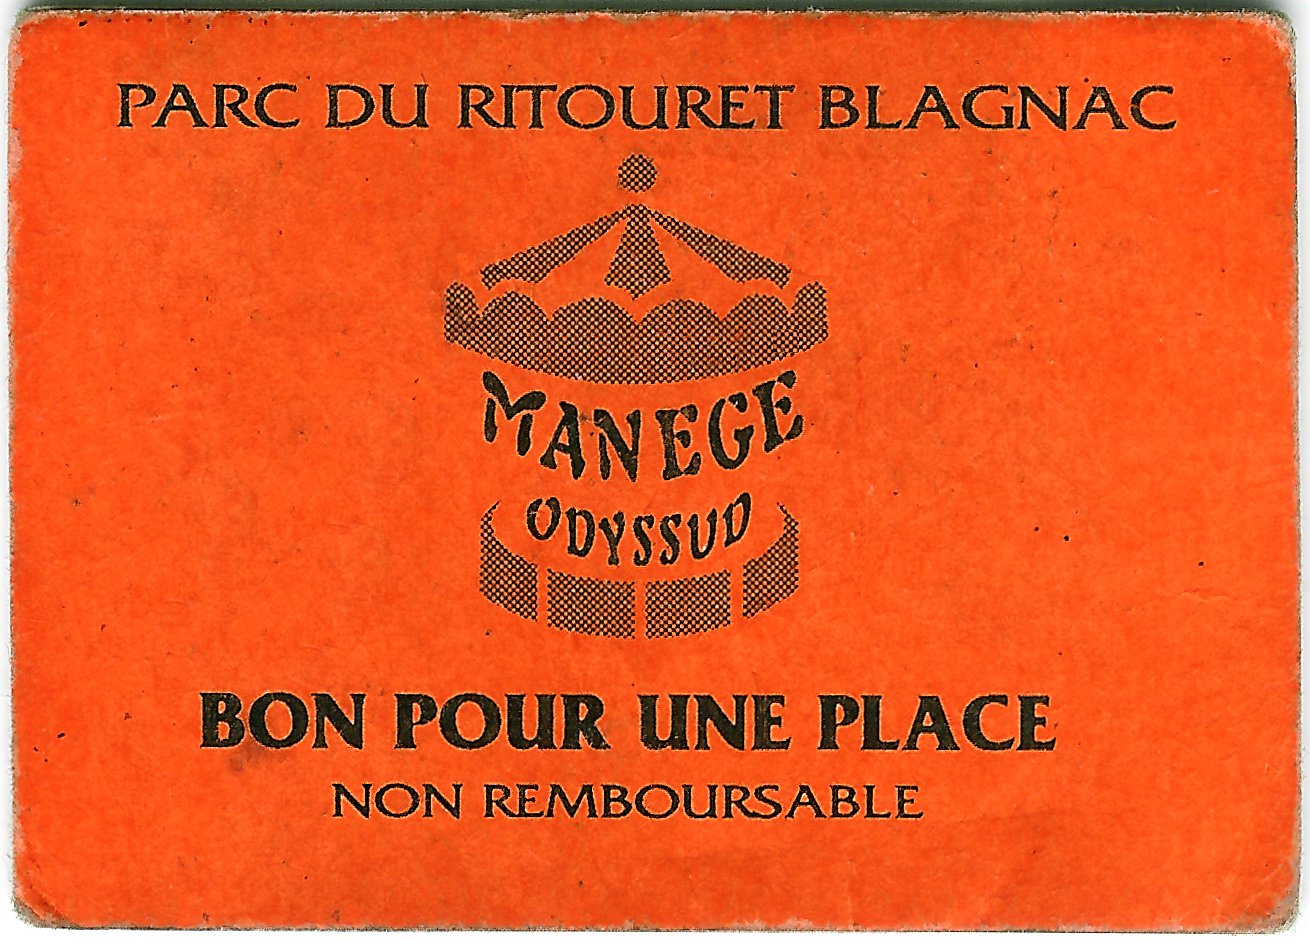 PARC DU RITOURET BLAGNAC
MANEGE
ODYSSUD
BON POUR UNE PLACE
NON REMBOURSABLE